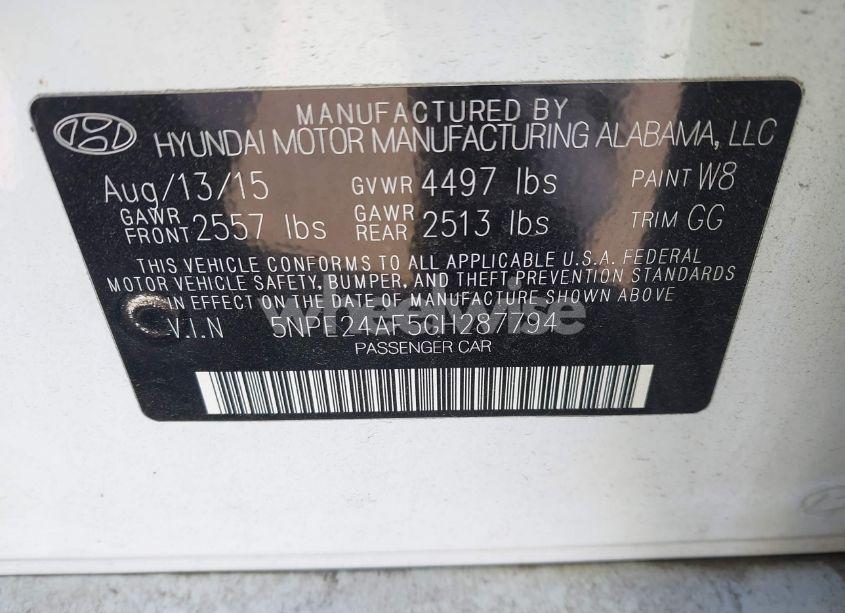 MANUFACTURED BY
HYUNDAI MOTOR MANUFACTURING ALABAMA, LLC
Aug/13/15 GVWR 4497 lbs PAINT W8
GAWR FRONT 2557 lbs GAWR REAR 2513 lbs TRIM GG
THIS VEHICLE CONFORMS TO ALL APPLICABLE U.S.A. FEDERAL
MOTOR VEHICLE SAFETY, BUMPER, AND THEFT PREVENTION STANDARDS
IN EFFECT ON THE DATE OF MANUFACTURE SHOWN ABOVE
wheelwise
V.I.N
PASSENGER CAR